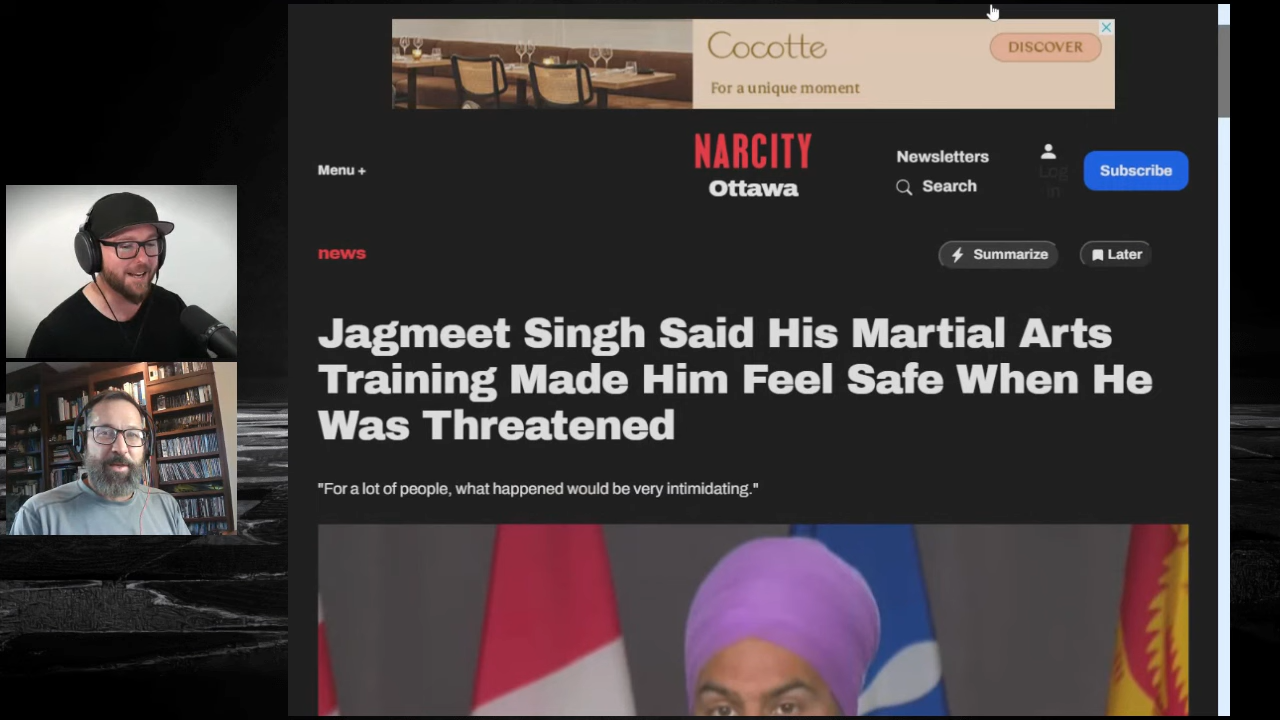 Cocotte
DISCOVER
For a unique moment
NARCITY
Ottawa
Menu +
Newsletters
Search
Log
in
Subscribe
news
Summarize
Later
Jagmeet Singh Said His Martial Arts
Training Made Him Feel Safe When He
Was Threatened
"For a lot of people, what happened would be very intimidating."